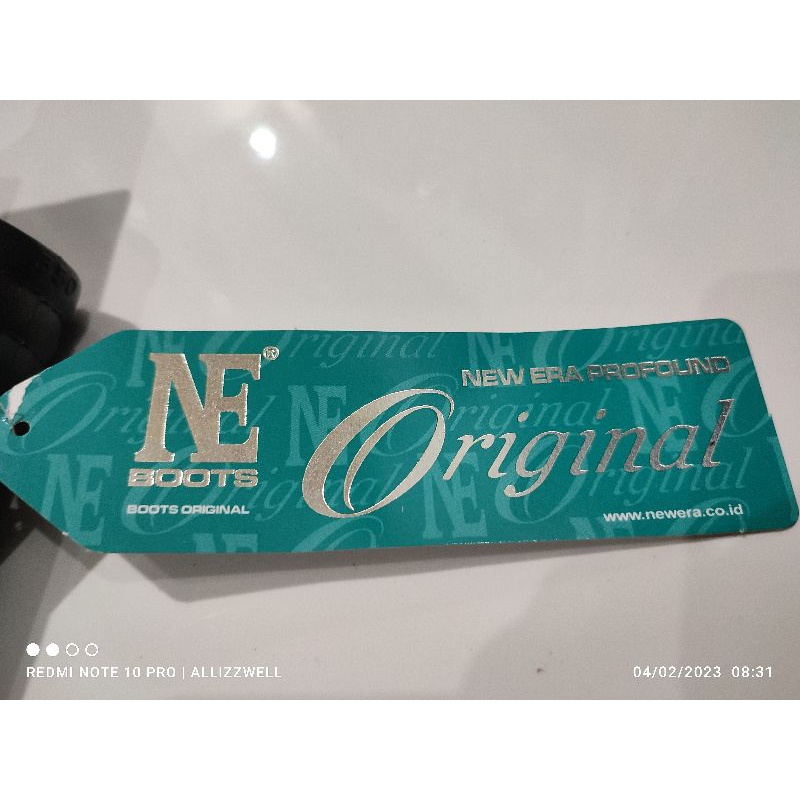 NE®
BOOTS
BOOTS ORIGINAL
NEW ERA PROFOUND
Original
www.newera.co.id
REDMI NOTE 10 PRO | ALLIZZWELL
04/02/2023 08:31